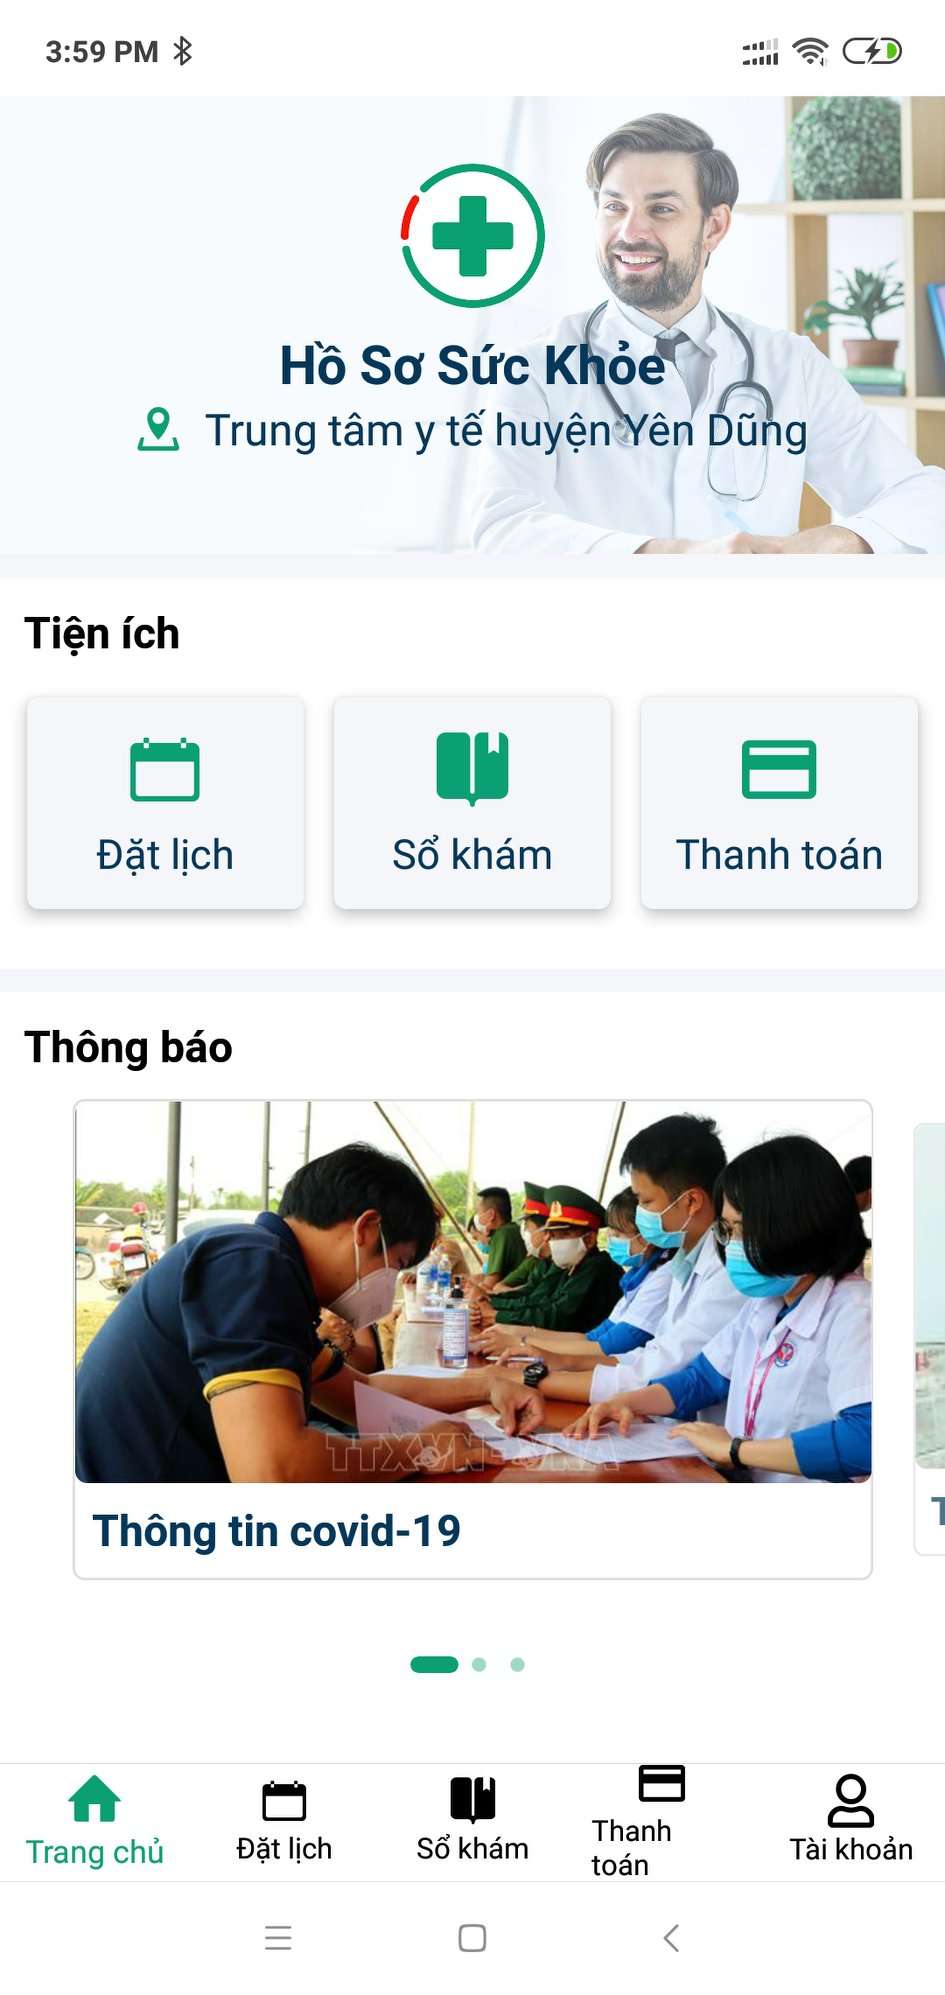 3:59 PM
Hồ Sơ Sức Khỏe
Trung tâm y tế huyện Yên Dũng
Tiện ích
Đặt lịch
Sổ khám
Thanh toán
Thông báo
TTXVN-VNA
Thông tin covid-19
Trang chủ
Đặt lịch
Sổ khám
Thanh
toán
Tài khoản